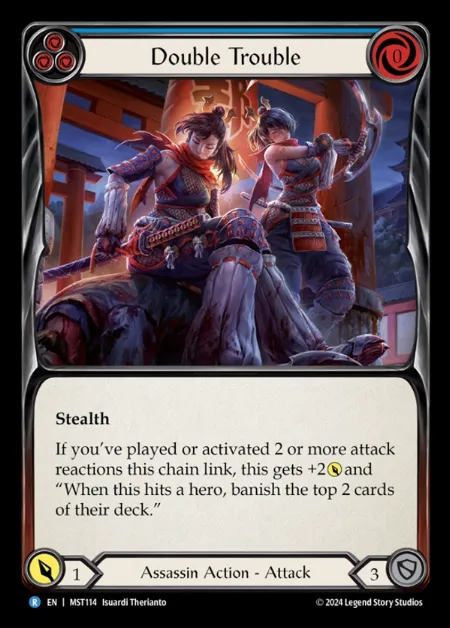 Double Trouble
0
Stealth
If you've played or activated 2 or more attack
reactions this chain link, this gets +2 and
"When this hits a hero, banish the top 2 cards
of their deck."
1
Assassin Action - Attack
3
R EN | MST114 Isuardi Therianto
© 2024 Legend Story Studios